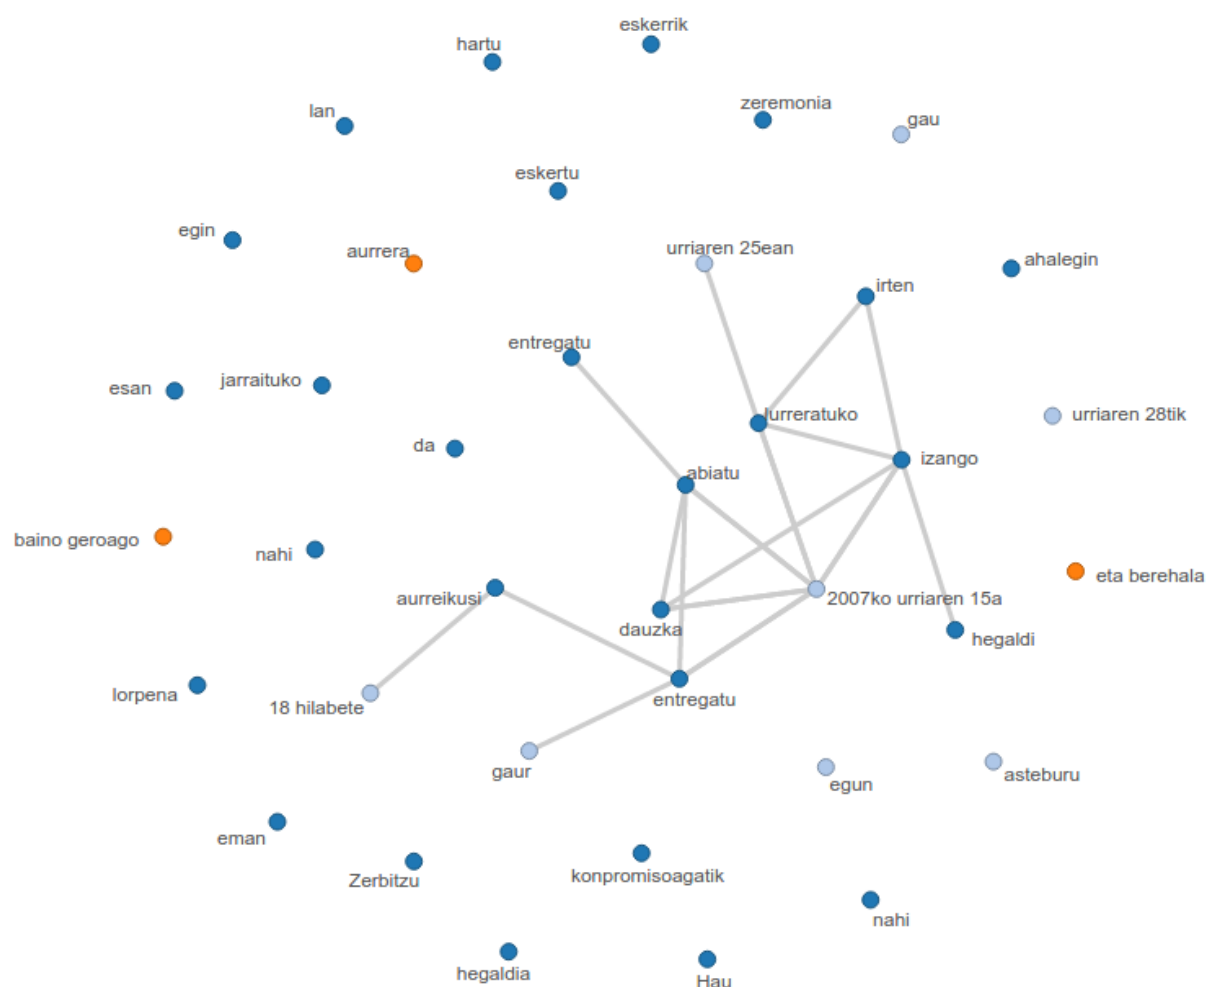 eskerrik
hartu
zeremonia
lan
gau
eskertu
egin
aurrera
urriaren 25ean
ahalegin
irten
entregatu
jarraituko
esan
lurreratuko
urriaren 28tik
da
izango
abiatu
baino geroago
nahi
eta berehala
aurreikusi
2007ko urriaren 15a
dauzka
hegaldi
lorpena
entregatu
18 hilabete
gaur
asteburu
egun
eman
konpromisoagatik
Zerbitzu
nahi
hegaldia
Hau